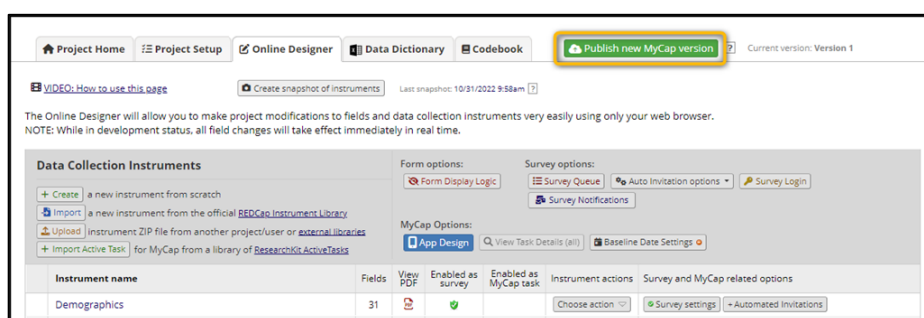 Project Home Project Setup Online Designer Data Dictionary Codebook Publish new MyCap version ? Current version: Version 1
VIDEO: How to use this page Create snapshot of instruments Last snapshot: 10/31/2022 9:58am ?
The Online Designer will allow you to make project modifications to fields and data collection instruments very easily using only your web browser.
NOTE: While in development status, all field changes will take effect immediately in real time.
Data Collection Instruments
+ Create a new instrument from scratch
Import a new instrument from the official REDCap Instrument Library
Upload instrument ZIP file from another project/user or external libraries
+ Import Active Task for MyCap from a library of ResearchKit ActiveTasks
Form options:
Form Display Logic
Survey options:
Survey Queue Auto Invitation options Survey Login
Survey Notifications
MyCap Options:
App Design View Task Details (all) Baseline Date Settings
Instrument name Fields View PDF Enabled as survey Enabled as MyCap task Instrument actions Survey and MyCap related options
Demographics 31 Choose action Survey settings + Automated Invitations